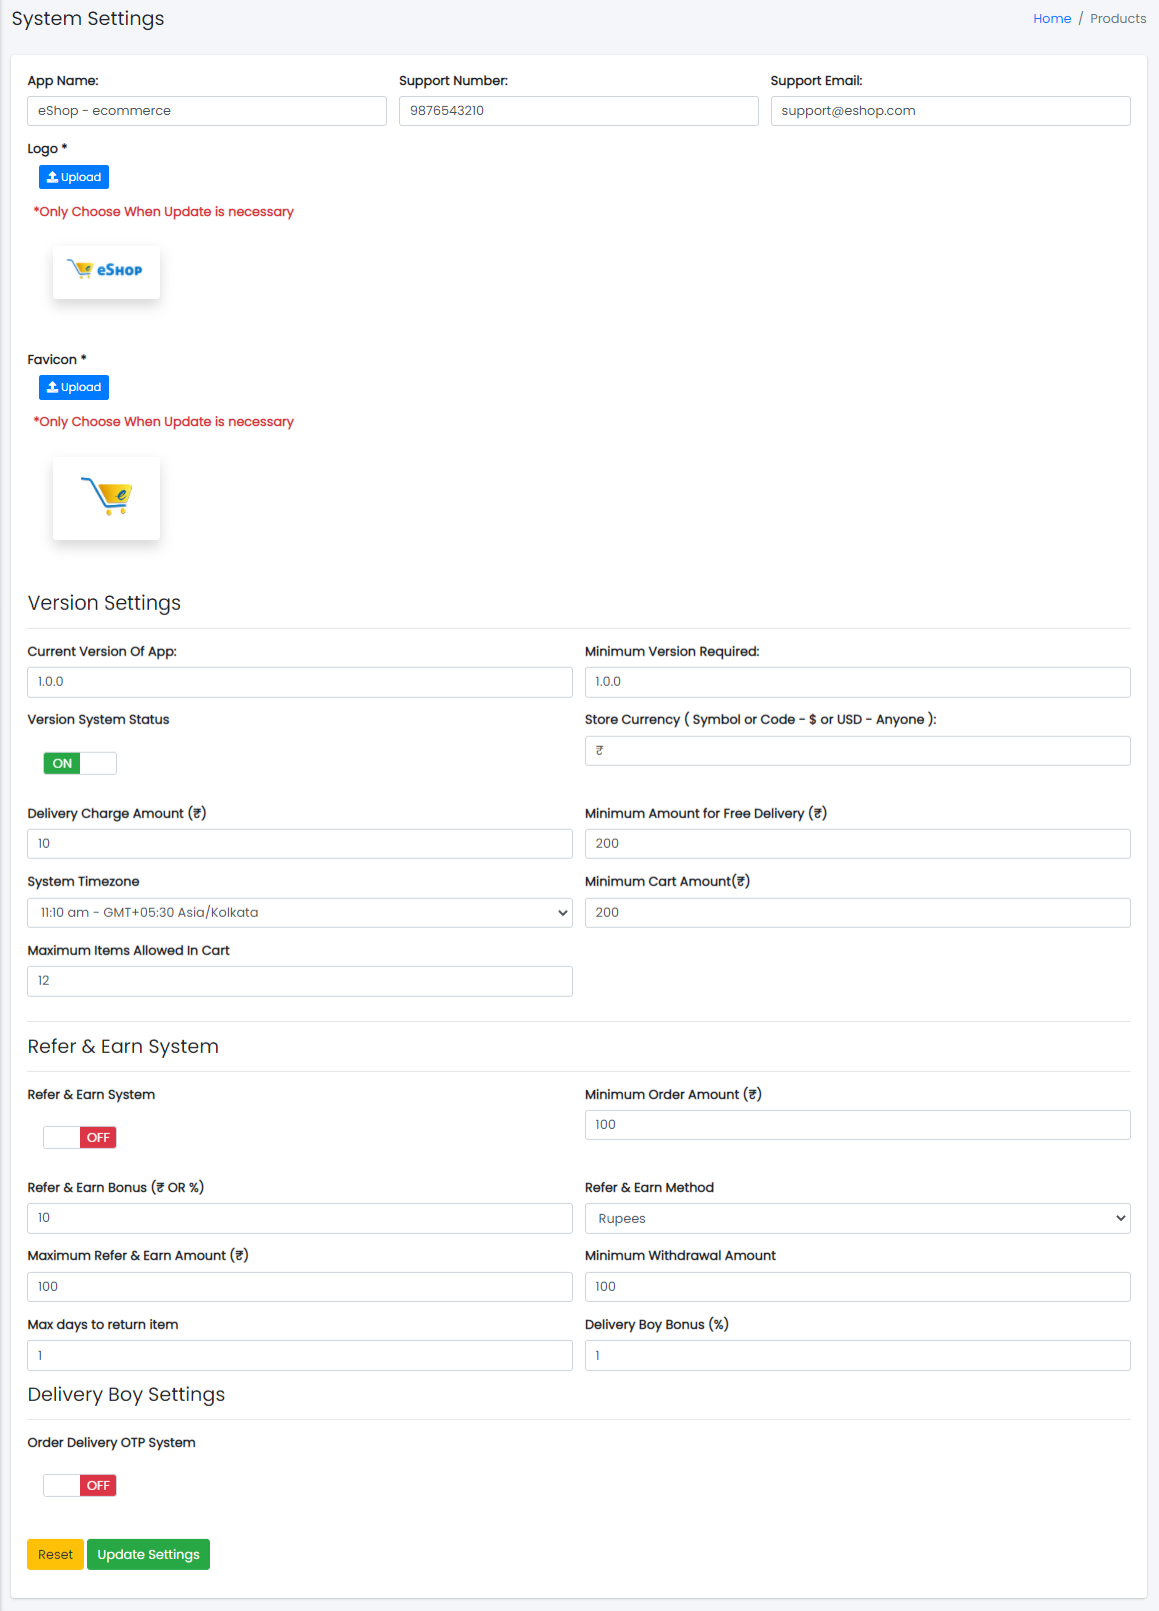 System Settings
Home / Products
App Name:
Support Number:
Support Email:
eShop - ecommerce
9876543210
support@eshop.com
Logo *
Upload
*Only Choose When Update is necessary
e eSHOP
Favicon *
Upload
*Only Choose When Update is necessary
e
Version Settings
Current Version Of App:
Minimum Version Required:
1.0.0
1.0.0
Version System Status
Store Currency ( Symbol or Code - $ or USD - Anyone ):
ON
₹
Delivery Charge Amount (₹)
Minimum Amount for Free Delivery (₹)
10
200
System Timezone
Minimum Cart Amount(₹)
11:10 am - GMT+05:30 Asia/Kolkata
200
Maximum Items Allowed In Cart
12
Refer & Earn System
Refer & Earn System
Minimum Order Amount (₹)
OFF
100
Refer & Earn Bonus (₹ OR %)
Refer & Earn Method
10
Rupees
Maximum Refer & Earn Amount (₹)
Minimum Withdrawal Amount
100
100
Max days to return item
Delivery Boy Bonus (%)
1
1
Delivery Boy Settings
Order Delivery OTP System
OFF
Reset
Update Settings